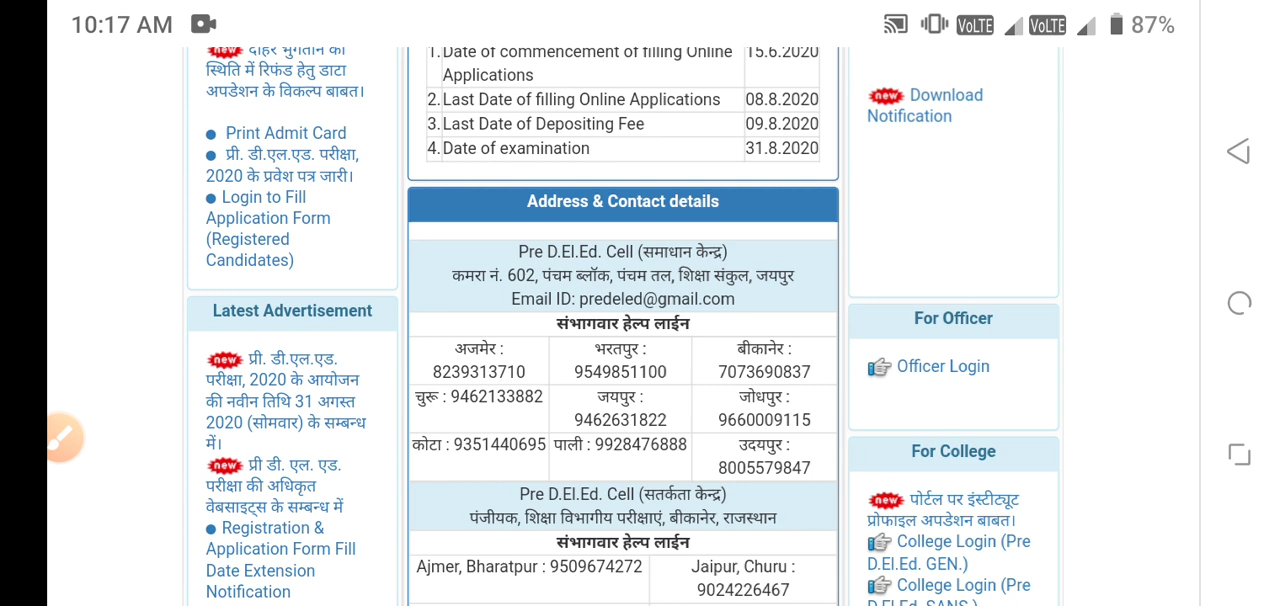 10:17 AM
VoLTE VoLTE 87%
new दोहरे भुगतान की
स्थिति में रिफंड हेतु डाटा
अपडेशन के विकल्प बाबत।
Print Admit Card
प्री. डी.एल.एड. परीक्षा,
2020 के प्रवेश पत्र जारी।
Login to Fill
Application Form
(Registered
Candidates)
Latest Advertisement
new प्री. डी.एल.एड.
परीक्षा, 2020 के आयोजन
की नवीन तिथि 31 अगस्त
2020 (सोमवार) के सम्बन्ध
में।
new प्री डी. एल. एड.
परीक्षा की अधिकृत
वेबसाइट्स के सम्बन्ध में
Registration &
Application Form Fill
Date Extension
Notification
1. Date of commencement of filling Online 15.6.2020
Applications
2. Last Date of filling Online Applications 08.8.2020
3. Last Date of Depositing Fee 09.8.2020
4. Date of examination 31.8.2020
Address & Contact details
Pre D.El.Ed. Cell (समाधान केन्द्र)
कमरा नं. 602, पंचम ब्लॉक, पंचम तल, शिक्षा संकुल, जयपुर
Email ID: predeled@gmail.com
संभागवार हेल्प लाईन
अजमेर : भरतपुर : बीकानेर :
8239313710 9549851100 7073690837
चुरू : 9462133882 जयपुर : जोधपुर :
9462631822 9660009115
कोटा : 9351440695 पाली : 9928476888 उदयपुर :
8005579847
Pre D.El.Ed. Cell (सतर्कता केन्द्र)
पंजीयक, शिक्षा विभागीय परीक्षाएं, बीकानेर, राजस्थान
संभागवार हेल्प लाईन
Ajmer, Bharatpur : 9509674272 Jaipur, Churu :
9024226467
new Download
Notification
For Officer
Officer Login
For College
new पोर्टल पर इंस्टीट्यूट
प्रोफाइल अपडेशन बाबत।
College Login (Pre
D.El.Ed. GEN.)
College Login (Pre
D.El.Ed. SANS.)